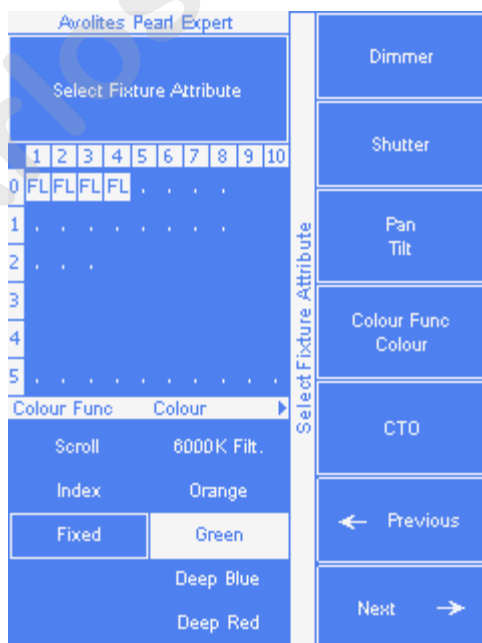 Avolites Pearl Expert
Select Fixture Attribute
1 2 3 4 5 6 7 8 9 10
0 FL FL FL FL . . . .
1 . . . . . . . .
2 . . .
3
4
5 . . . . . . . . . .
Colour Func Colour
Scroll 6000K Filt.
Index Orange
Fixed Green
Deep Blue
Deep Red
Select Fixture Attribute
Dimmer
Shutter
Pan
Tilt
Colour Func
Colour
CTO
← Previous
Next →